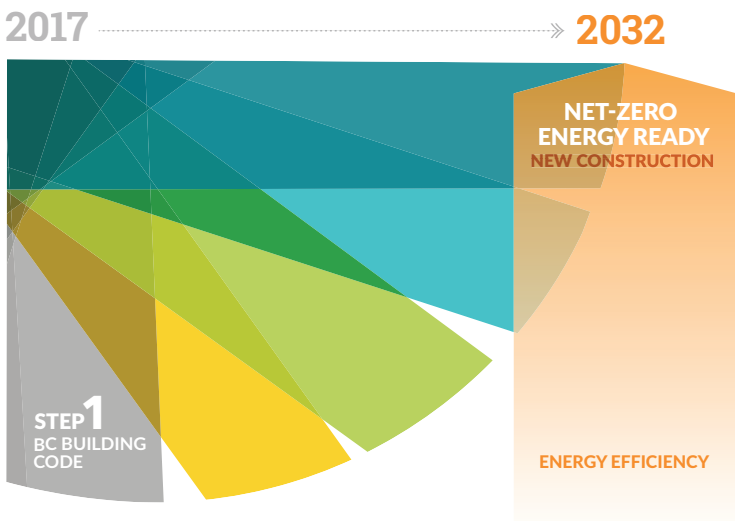 2017
2032
NET-ZERO
ENERGY READY
NEW CONSTRUCTION
STEP1
BC BUILDING
CODE
ENERGY EFFICIENCY